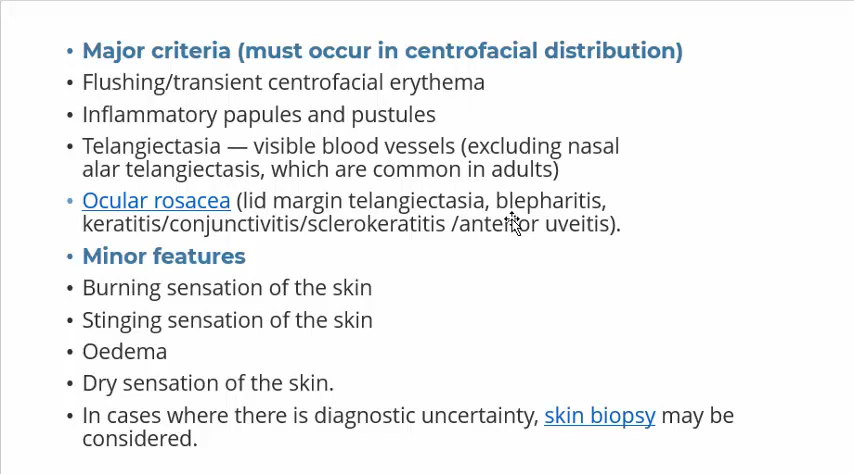 • Major criteria (must occur in centrofacial distribution)
• Flushing/transient centrofacial erythema
• Inflammatory papules and pustules
• Telangiectasia — visible blood vessels (excluding nasal
alar telangiectasis, which are common in adults)
• Ocular rosacea (lid margin telangiectasia, blepharitis,
keratitis/conjunctivitis/sclerokeratitis /anterior uveitis).
• Minor features
• Burning sensation of the skin
• Stinging sensation of the skin
• Oedema
• Dry sensation of the skin.
• In cases where there is diagnostic uncertainty, skin biopsy may be
considered.